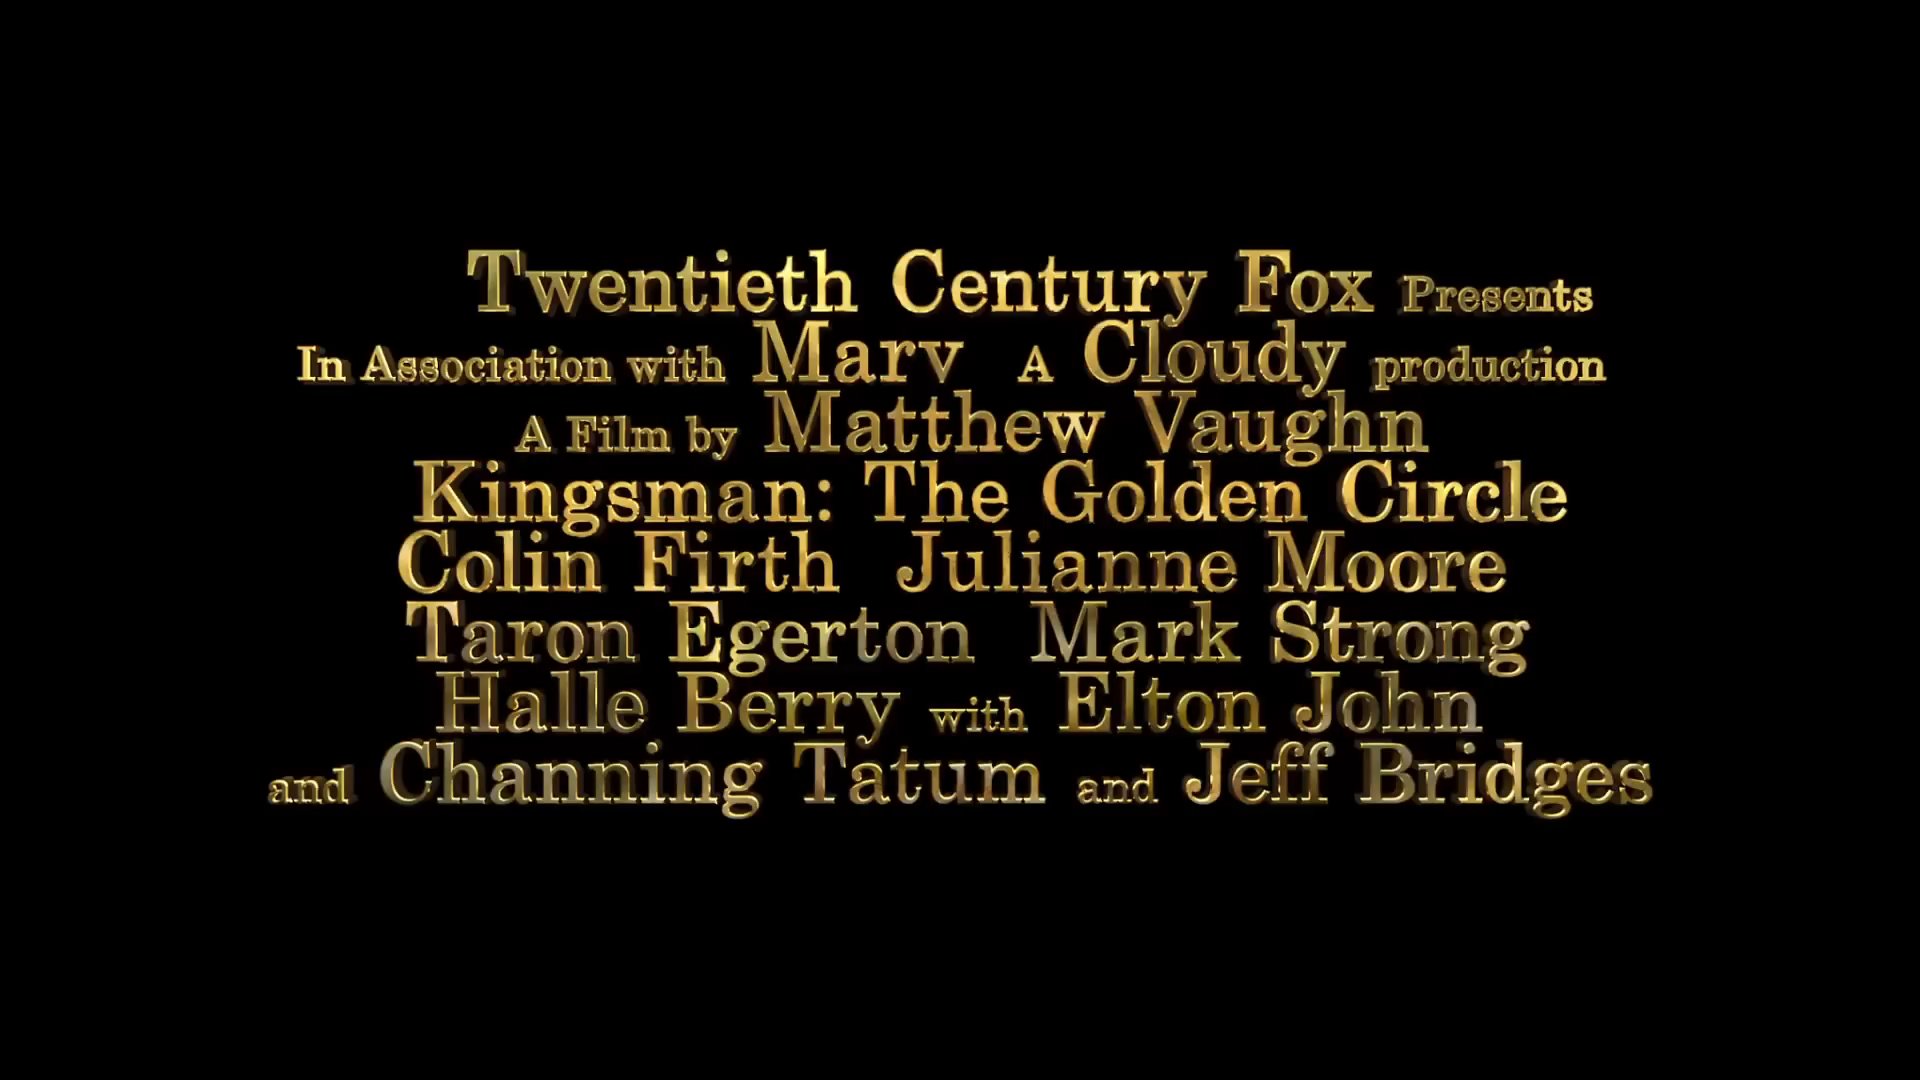 Twentieth Century Fox Presents
In Association with Marv A Cloudy production
A Film by Matthew Vaughn
Kingsman: The Golden Circle
Colin Firth Julianne Moore
Taron Egerton Mark Strong
Halle Berry with Elton John
and Channing Tatum and Jeff Bridges